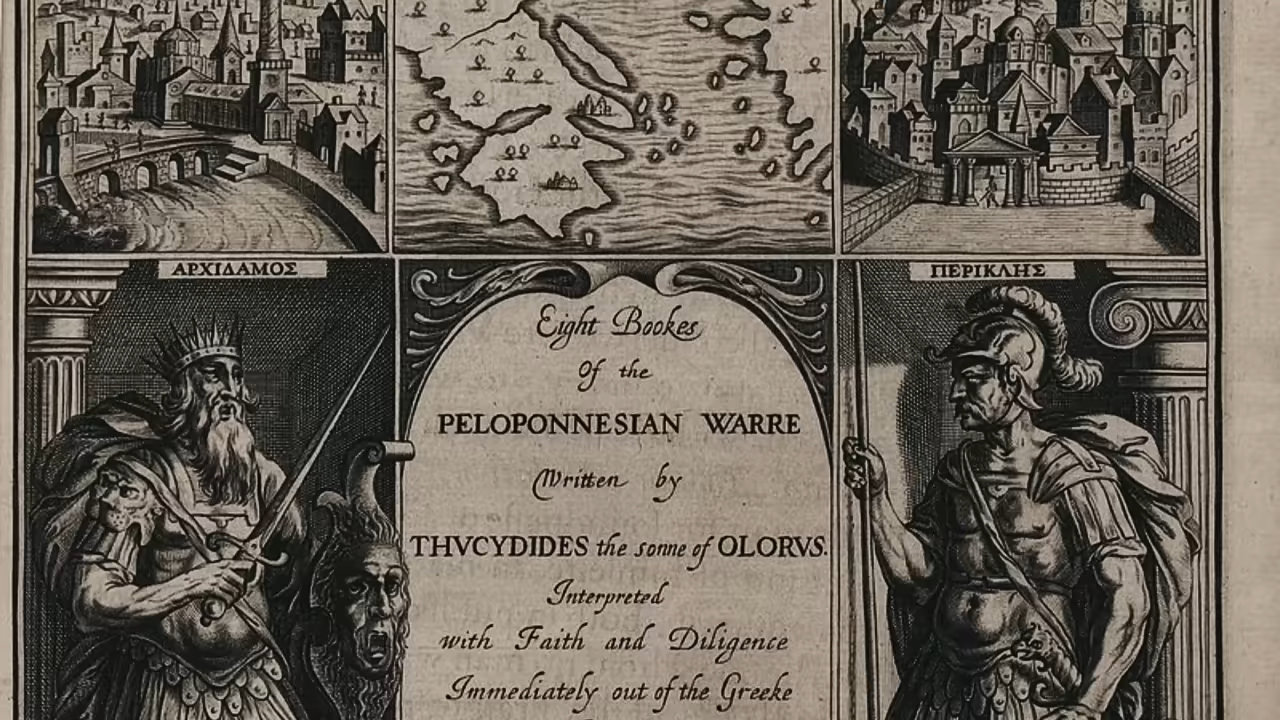 ΑΡΧΙΔΑΜΟΣ
ΠΕΡΙΚΛΗΣ
Eight Bookes
Of the
PELOPONNESIAN WARRE
Written by
THVCYDIDES the sonne of OLORVS.
Interpreted
with Faith and Diligence
Immediately out of the Greeke